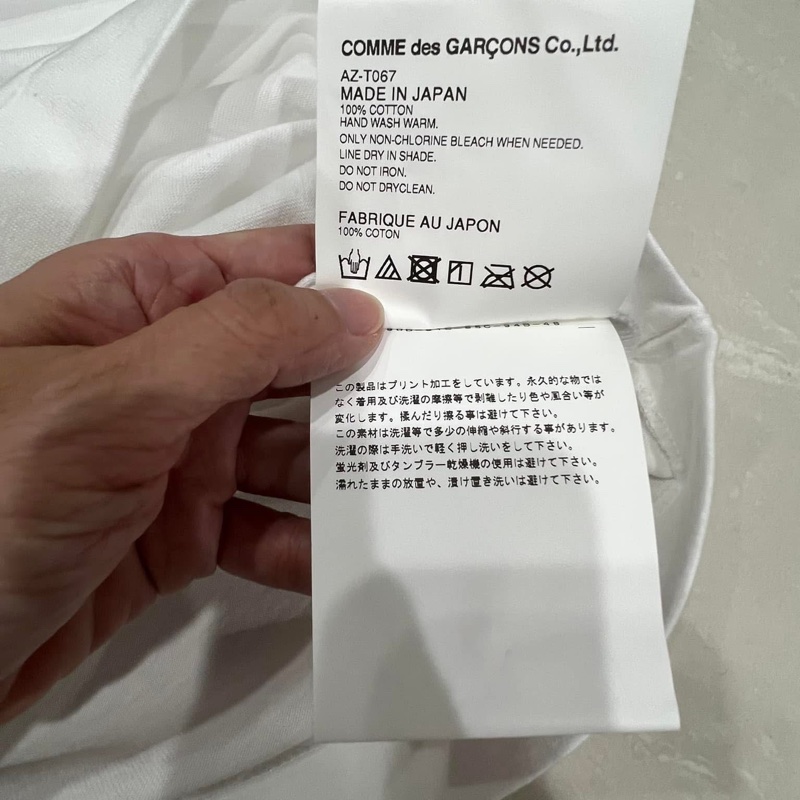 COMME des GARÇONS Co.,Ltd.
AZ-T067
MADE IN JAPAN
100% COTTON
HAND WASH WARM.
ONLY NON-CHLORINE BLEACH WHEN NEEDED.
LINE DRY IN SHADE.
DO NOT IRON.
DO NOT DRYCLEAN.
FABRIQUE AU JAPON
100% COTON
この製品はプリント加工をしています。永久的な物では
なく着用及び洗濯の摩擦等で剥離したり色や風合い等が
変化します。揉んだり擦る事は避けて下さい。
この素材は洗濯等で多少の伸縮や斜行する事があります。
洗濯の際は手洗いで軽く押し洗いをして下さい。
蛍光剤及びタンブラー乾燥機の使用は避けて下さい。
濡れたままの放置や、漬け置き洗いは避けて下さい。